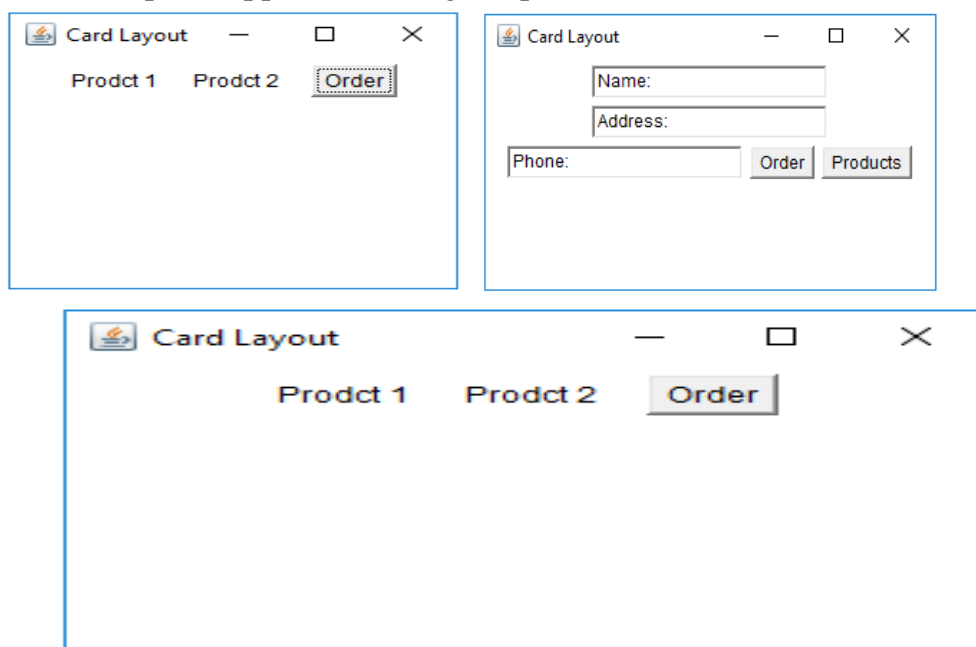 Card Layout
Prodct 1 Prodct 2 Order
Card Layout
Name:
Address:
Phone: Order Products
Card Layout
Prodct 1 Prodct 2 Order